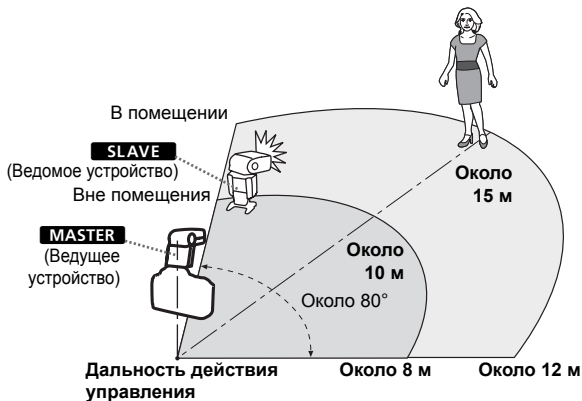 В помещении
SLAVE
(Ведомое устройство)
Вне помещения
MASTER
(Ведущее
устройство)
Около
15 м
Около
10 м
Около 80°
Дальность действия
управления
Около 8 м
Около 12 м